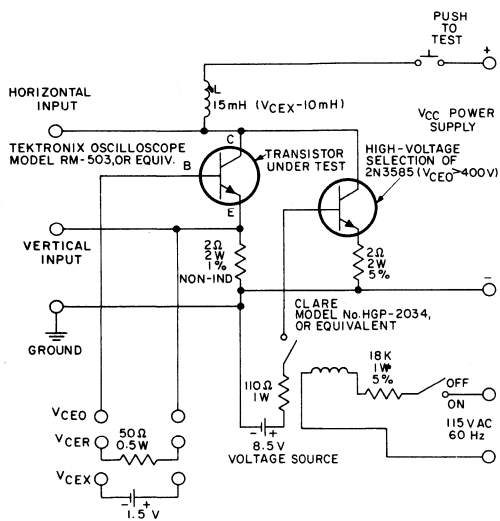 PUSH
TO
TEST
+
L
15mH (VCEX-10mH)
HORIZONTAL
INPUT
VCC POWER
SUPPLY
C
TEKTRONIX OSCILLOSCOPE
MODEL RM-503, OR EQUIV.
B
TRANSISTOR
UNDER TEST
HIGH-VOLTAGE
SELECTION OF
2N3585 (VCEO>400V)
E
VERTICAL
INPUT
2Ω
2W
1%
NON-IND
2Ω
2W
5%
-
GROUND
CLARE
MODEL No. HGP-2034,
OR EQUIVALENT
110Ω
1W
18K
1W
5%
OFF
ON
115 VAC
60 Hz
- +
8.5V
VOLTAGE SOURCE
VCEO
VCER
50Ω
0.5W
VCEX
- +
1.5 V